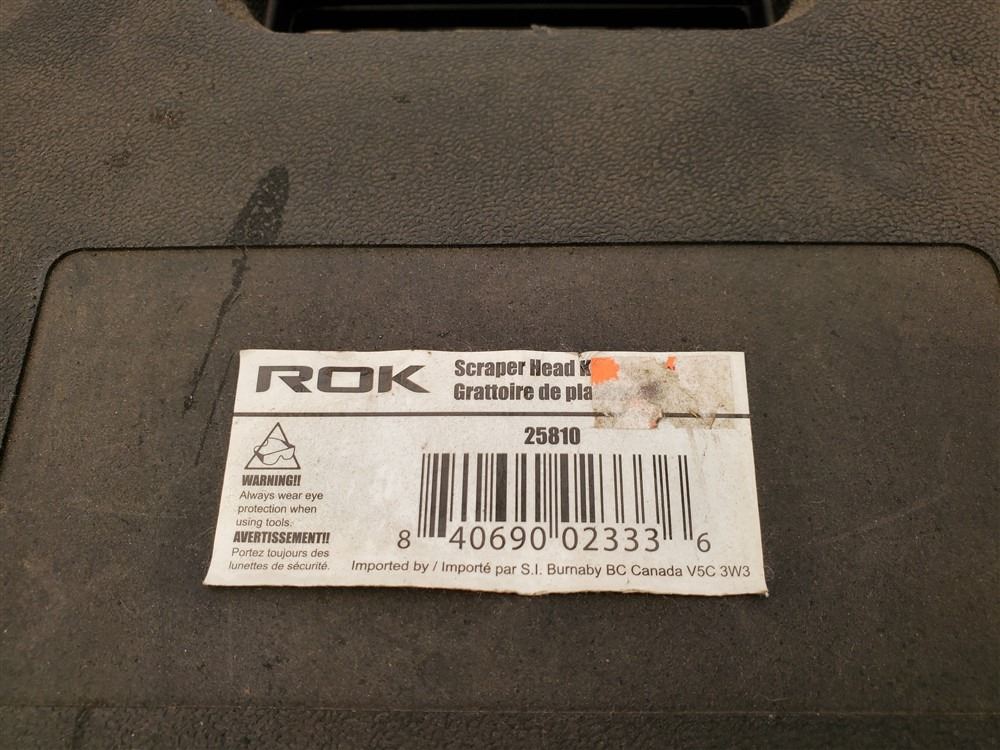 ROK
Scraper Head
Grattoire de
25810
WARNING!!
Always wear eye
protection when
using tools.
AVERTISSEMENT!!
Portez toujours des
lunettes de sécurité.
8 40690 02333 6
Imported by / Importé par S.I. Burnaby BC Canada V5C 3W3